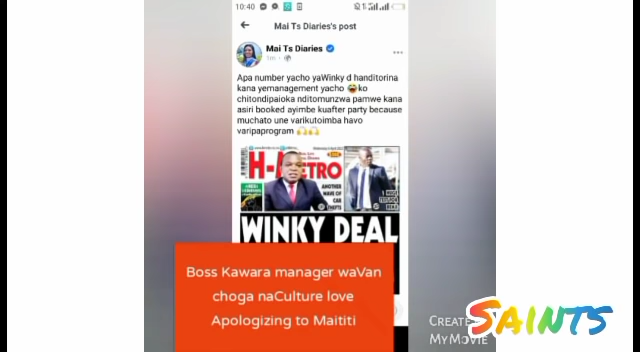 10:40
Mai Ts Diaries's post
Mai Ts Diaries
Apa number yacho yaWinky d handitorina
kana yemanagement yacho 😂ko
chitondipaioka nditomunzwa pamwe kana
asiri booked ayimbe kuafter party because
muchato une varikutoimba havo
varipaprogram
H-METRO
ANOTHER
WAVE OF
CAR
THEFTS
WINKY DEAL
Boss Kawara manager waVan
choga naCulture love
Apologizing to Maititi
CREATE
MY MOVIE
SAINTS